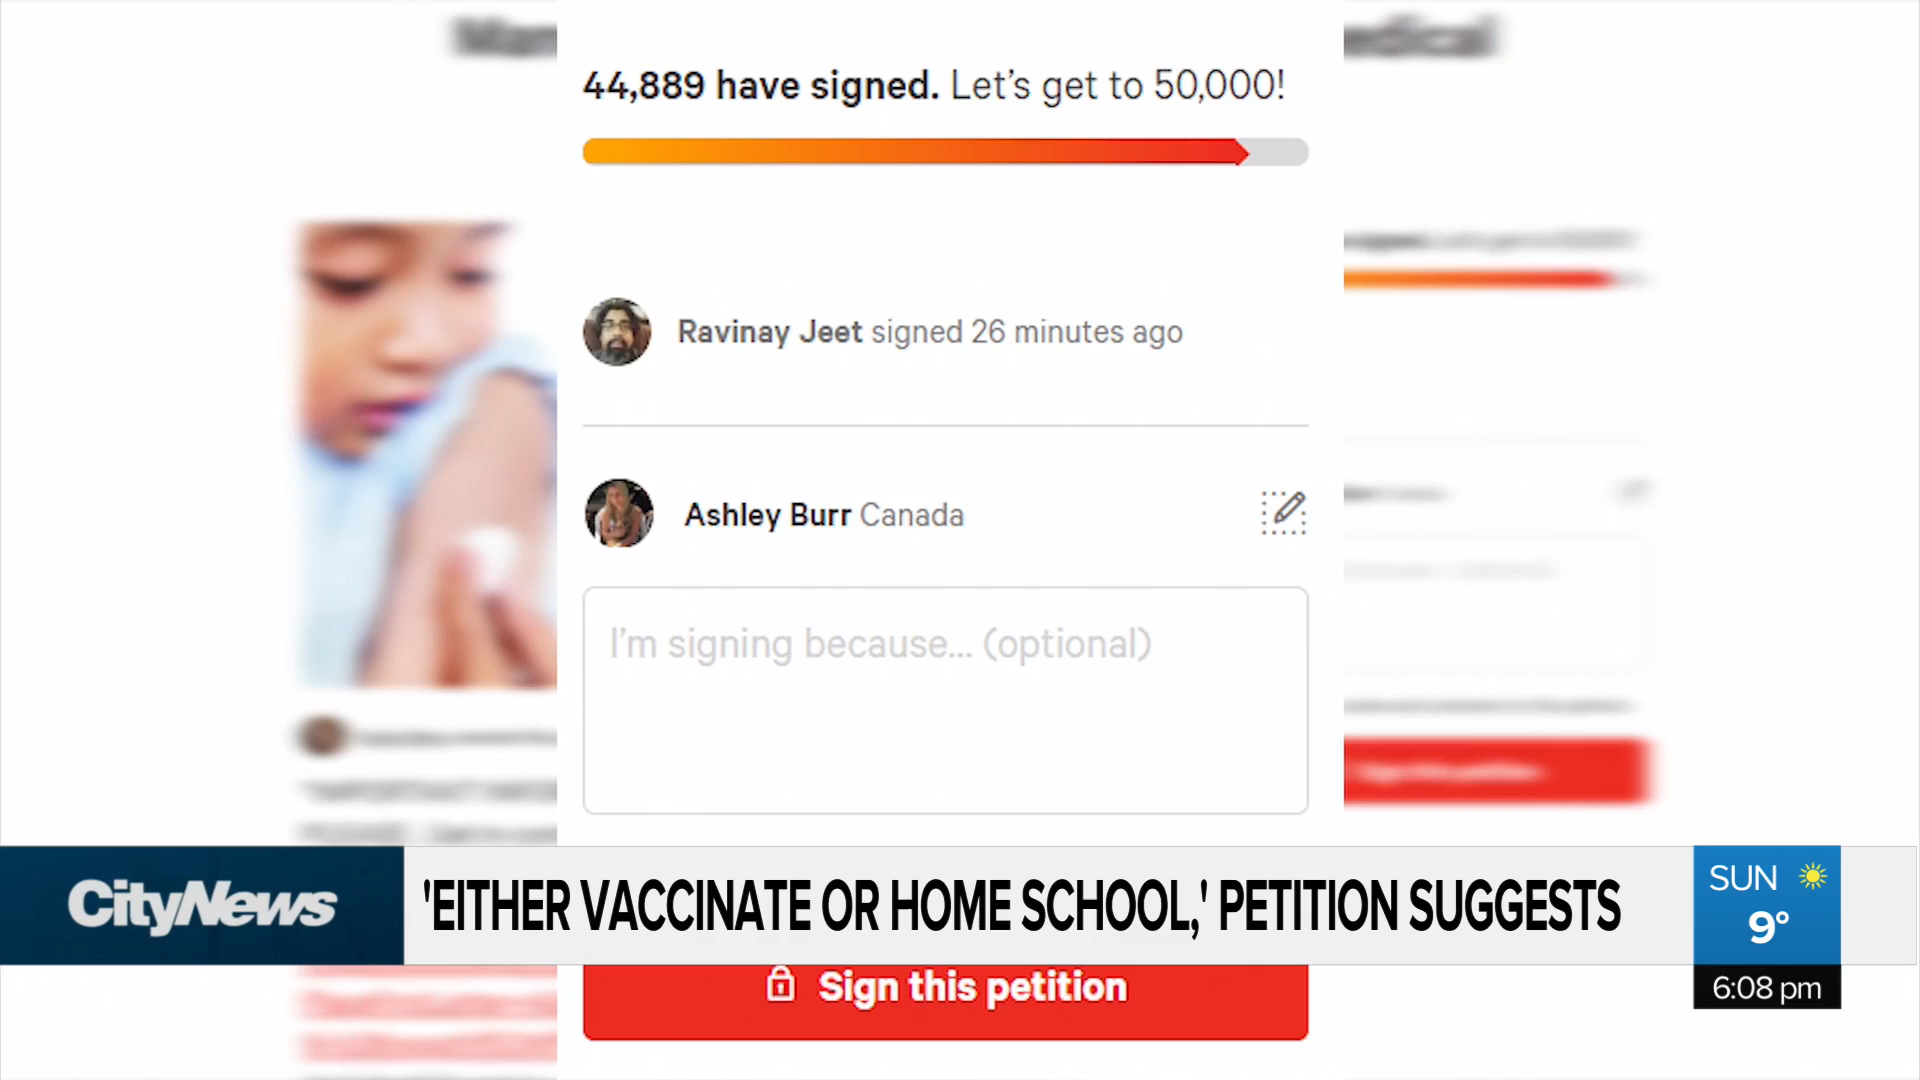 44,889 have signed. Let's get to 50,000!
Ravinay Jeet signed 26 minutes ago
Ashley Burr Canada
I'm signing because... (optional)
CityNews
'EITHER VACCINATE OR HOME SCHOOL,' PETITION SUGGESTS
SUN
9°
6:08 pm
Sign this petition